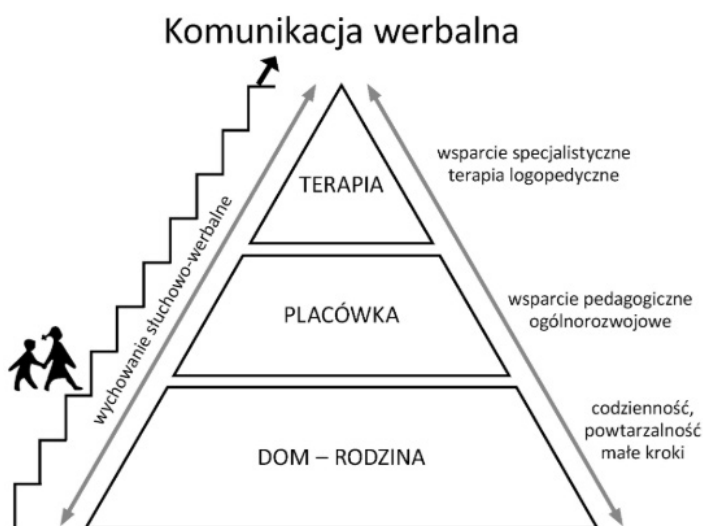 Komunikacja werbalna
wsparcie specjalistyczne
terapia logopedyczne
TERAPIA
wychowanie słuchowo-werbalne
wsparcie pedagogiczne
ogólnorozwojowe
PLACÓWKA
codzienność,
powtarzalność
małe kroki
DOM – RODZINA